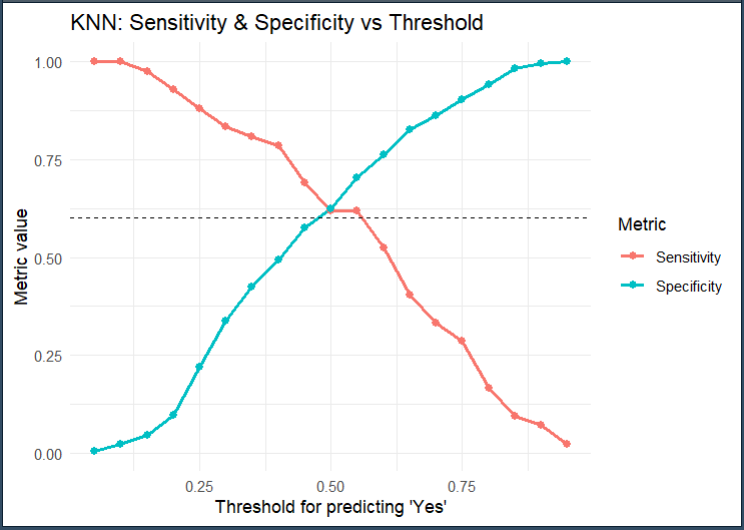 KNN: Sensitivity & Specificity vs Threshold
1.00
0.75
0.50
0.25
0.00
Metric value
0.25 0.50 0.75
Threshold for predicting 'Yes'
Metric
Sensitivity
Specificity